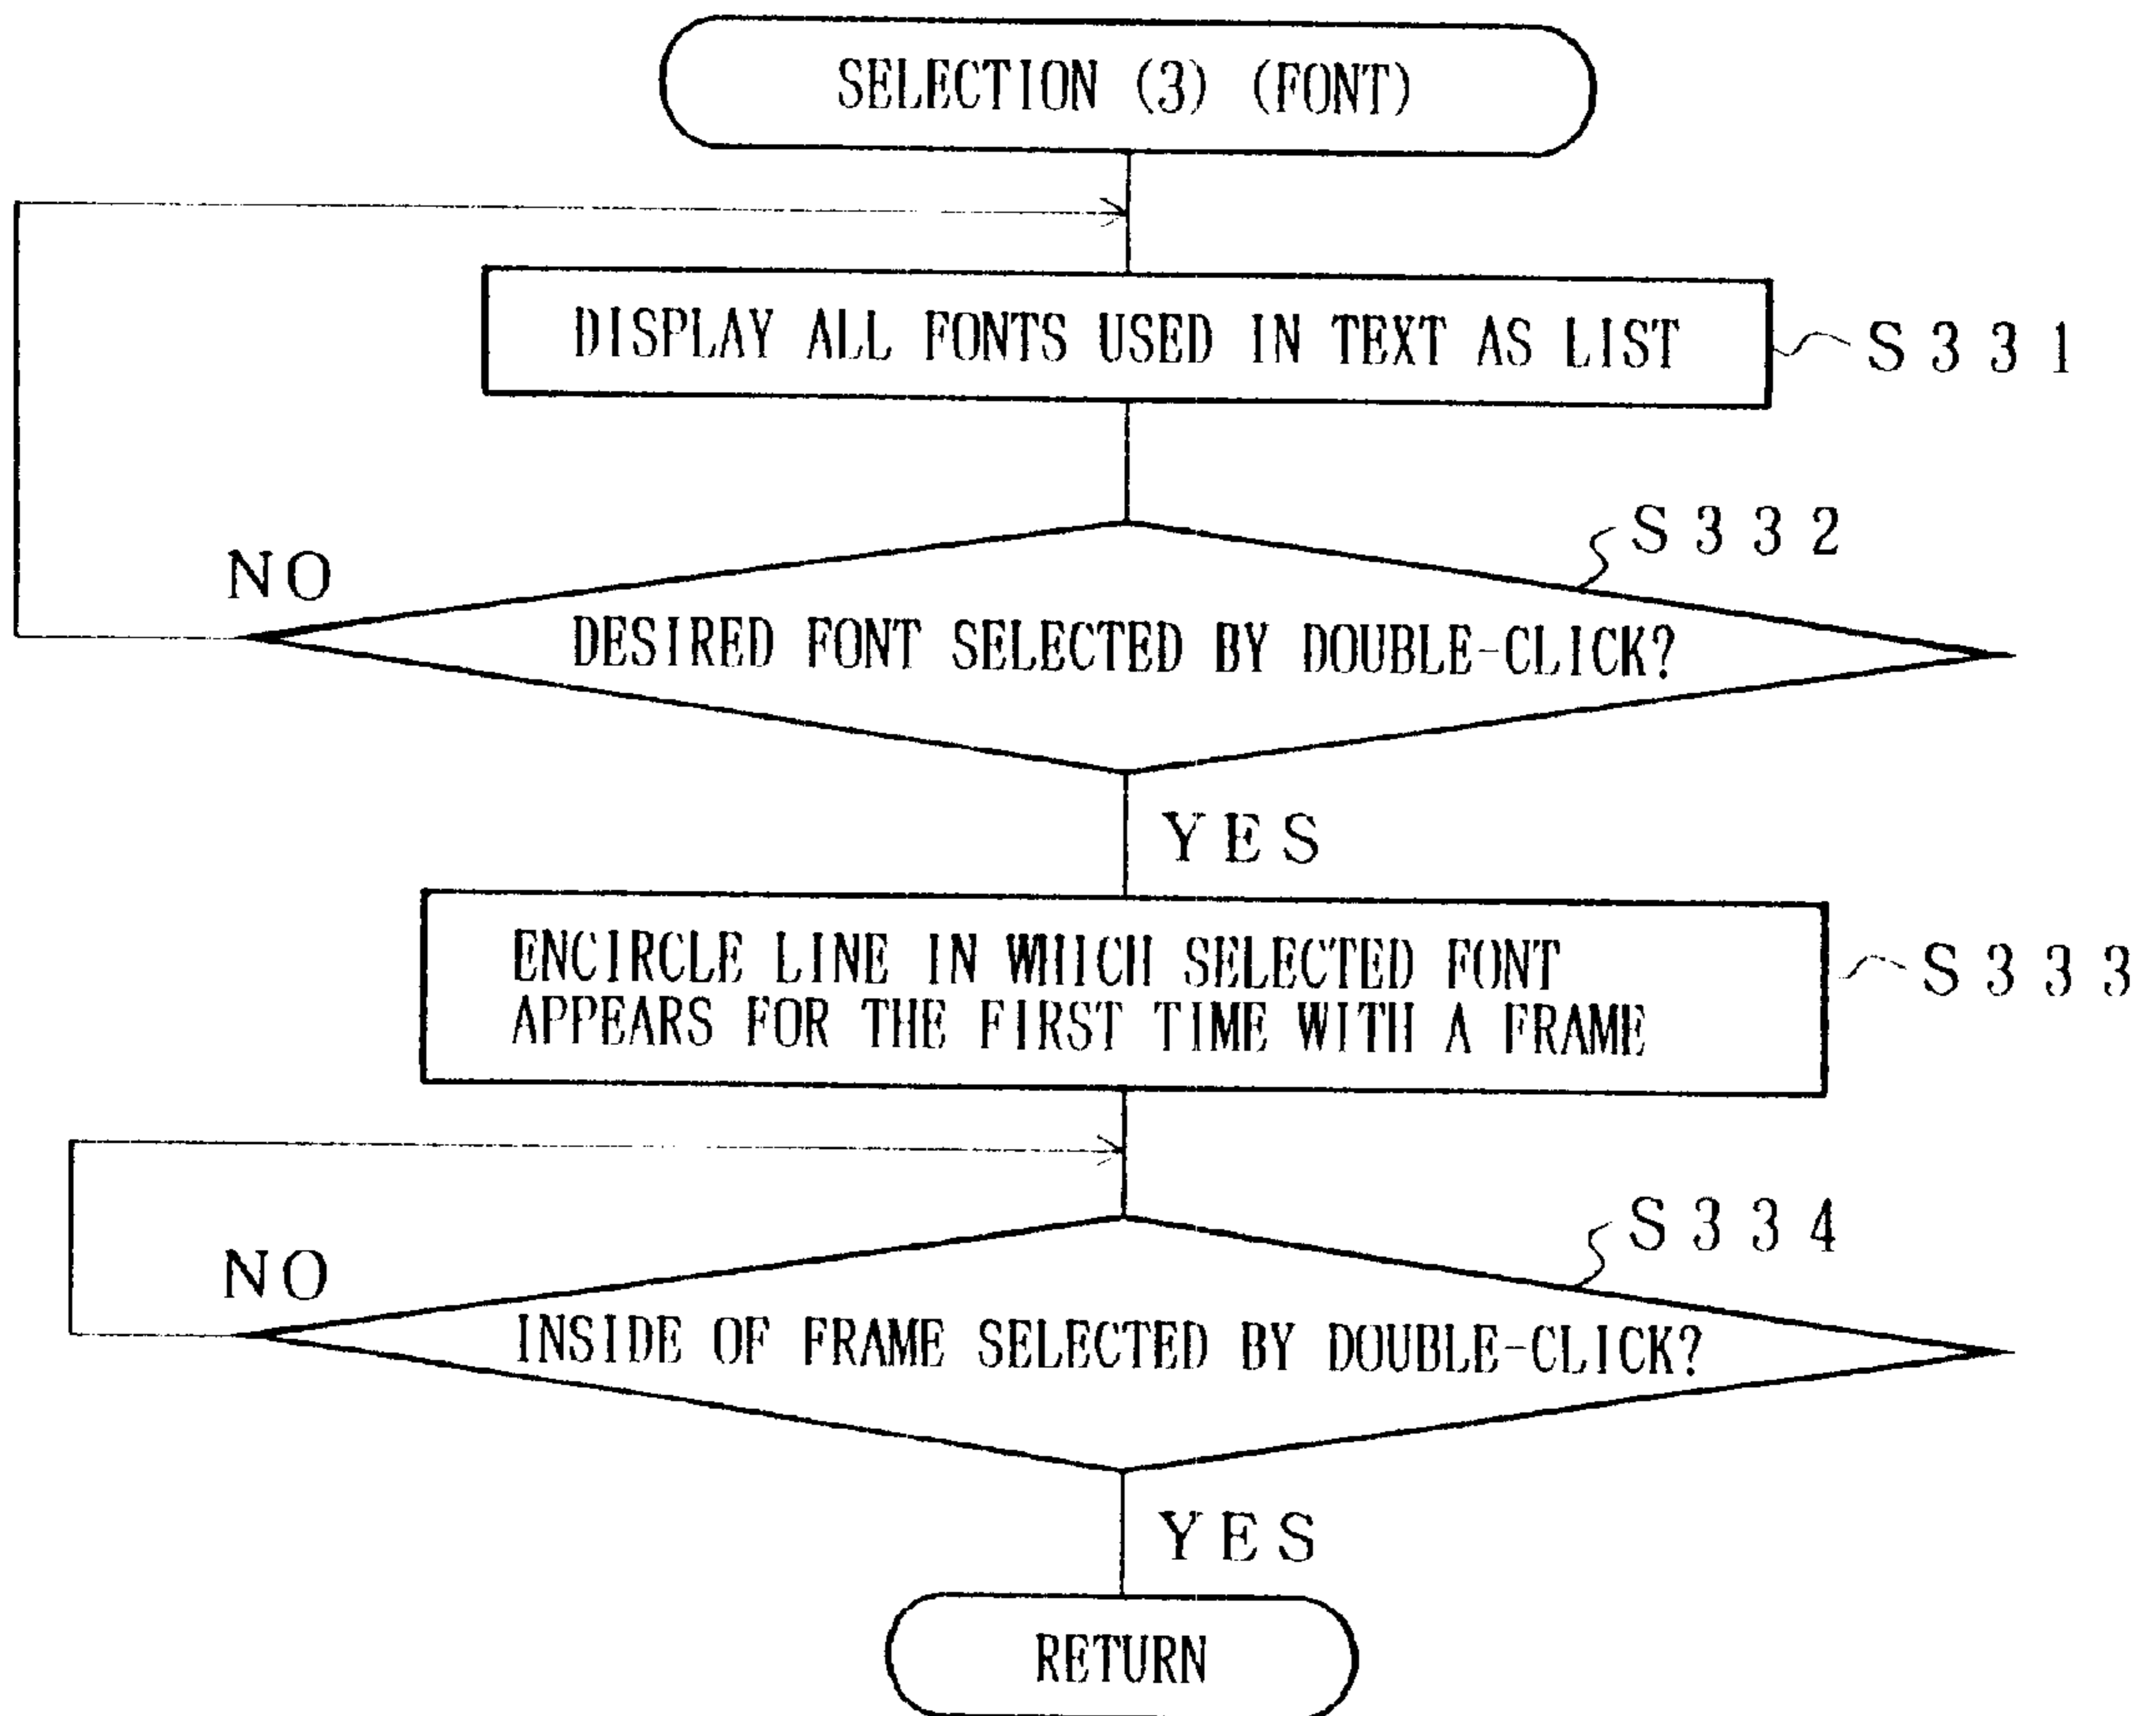 SELECTION (3) (FONT)
DISPLAY ALL FONTS USED IN TEXT AS LIST
S331
S332
NO
DESIRED FONT SELECTED BY DOUBLE-CLICK?
YES
ENCIRCLE LINE IN WHICH SELECTED FONT
APPEARS FOR THE FIRST TIME WITH A FRAME
S333
S334
NO
INSIDE OF FRAME SELECTED BY DOUBLE-CLICK?
YES
RETURN